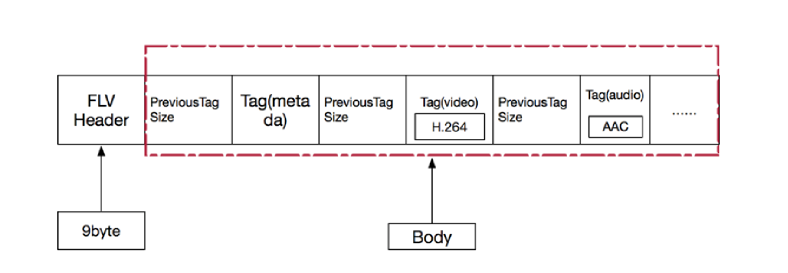 FLV
Header
PreviousTag
Size
Tag(meta
da)
PreviousTag
Size
Tag(video)
H.264
PreviousTag
Size
Tag(audio)
AAC
......
9byte
Body